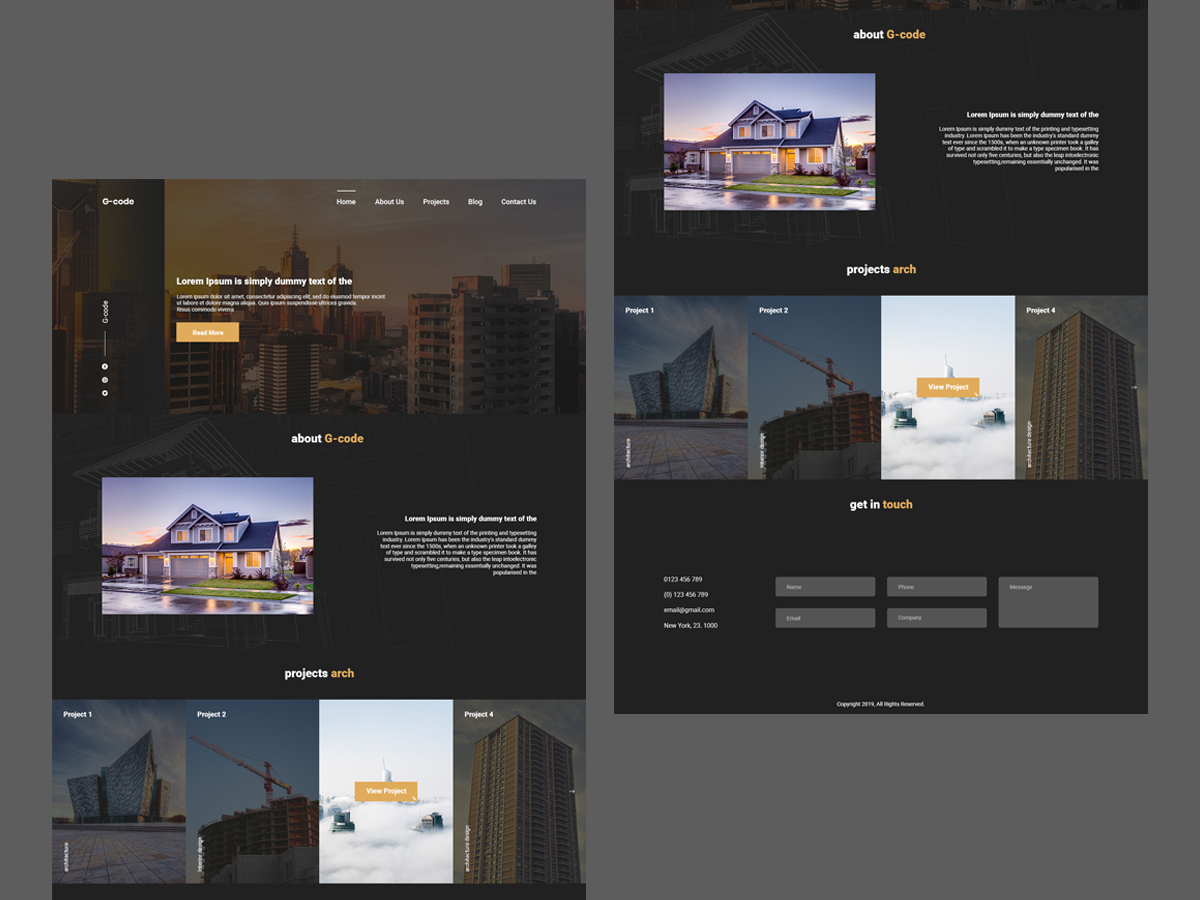 G-code
Home About Us Projects Blog Contact Us
Lorem Ipsum is simply dummy text of the
Lorem ipsum dolor sit amet, consectetur adipiscing elit, sed do eiusmod tempor incint
ut labore et dolore magna aliqua. Quis ipsum suspendisse ultrices gravida.
Risus commodo viverra
Read More
G-code
about G-code
Lorem Ipsum is simply dummy text of the
Lorem Ipsum is simply dummy text of the printing and typesetting
industry. Lorem Ipsum has been the industry's standard dummy
text ever since the 1500s, when an unknown printer took a galley
of type and scrambled it to make a type specimen book. It has
survived not only five centuries, but also the leap intoelectronic
typesetting,remaining essentially unchanged. It was
popularised in the
projects arch
Project 1
architecture
Project 2
Interior design
View Project
Project 4
architecture design
about G-code
Lorem Ipsum is simply dummy text of the
Lorem Ipsum is simply dummy text of the printing and typesetting
industry. Lorem Ipsum has been the industry's standard dummy
text ever since the 1500s, when an unknown printer took a galley
of type and scrambled it to make a type specimen book. It has
survived not only five centuries, but also the leap intoelectronic
typesetting,remaining essentially unchanged. It was
popularised in the
projects arch
Project 1
architecture
Project 2
Interior design
View Project
Project 4
architecture design
get in touch
0123 456 789
(0) 123 456 789
email@gmail.com
New York, 23. 1000
Name
Phone
Message
Email
Company
Copyright 2019, All Rights Reserved.